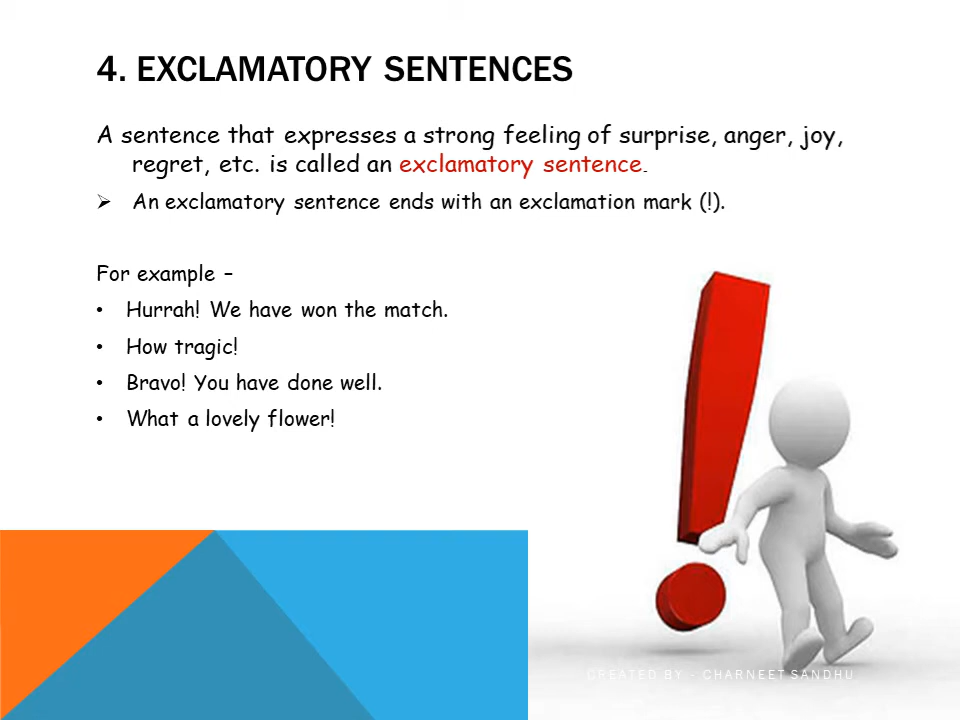 4. EXCLAMATORY SENTENCES
A sentence that expresses a strong feeling of surprise, anger, joy,
regret, etc. is called an exclamatory sentence.
➢ An exclamatory sentence ends with an exclamation mark (!).
For example –
• Hurrah! We have won the match.
• How tragic!
• Bravo! You have done well.
• What a lovely flower!
CREATED BY - CHARNEET SANDHU